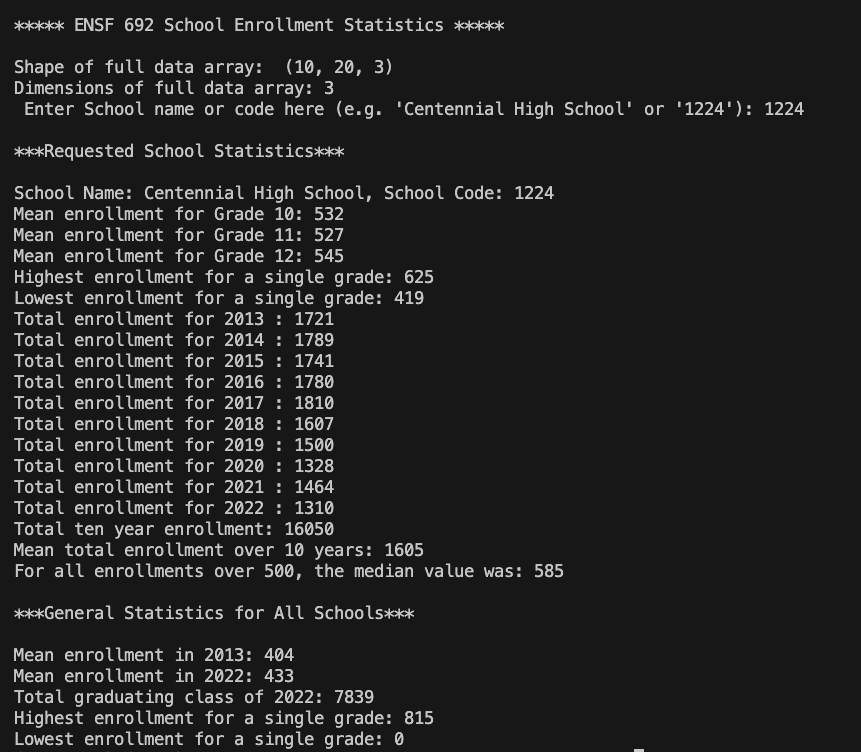 ***** ENSF 692 School Enrollment Statistics *****
Shape of full data array:  (10, 20, 3)
Dimensions of full data array: 3
 Enter School name or code here (e.g. 'Centennial High School' or '1224'): 1224
***Requested School Statistics***
School Name: Centennial High School, School Code: 1224
Mean enrollment for Grade 10: 532
Mean enrollment for Grade 11: 527
Mean enrollment for Grade 12: 545
Highest enrollment for a single grade: 625
Lowest enrollment for a single grade: 419
Total enrollment for 2013 : 1721
Total enrollment for 2014 : 1789
Total enrollment for 2015 : 1741
Total enrollment for 2016 : 1780
Total enrollment for 2017 : 1810
Total enrollment for 2018 : 1607
Total enrollment for 2019 : 1500
Total enrollment for 2020 : 1328
Total enrollment for 2021 : 1464
Total enrollment for 2022 : 1310
Total ten year enrollment: 16050
Mean total enrollment over 10 years: 1605
For all enrollments over 500, the median value was: 585
***General Statistics for All Schools***
Mean enrollment in 2013: 404
Mean enrollment in 2022: 433
Total graduating class of 2022: 7839
Highest enrollment for a single grade: 815
Lowest enrollment for a single grade: 0